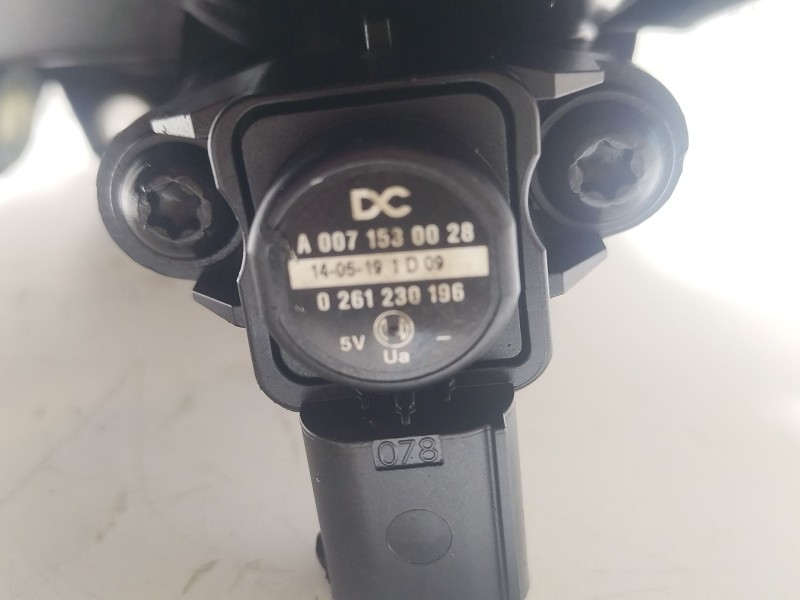 DC
A 007 153 00 28
14-05-19 1 D 09
0 261 230 196
5V –
Ua
078